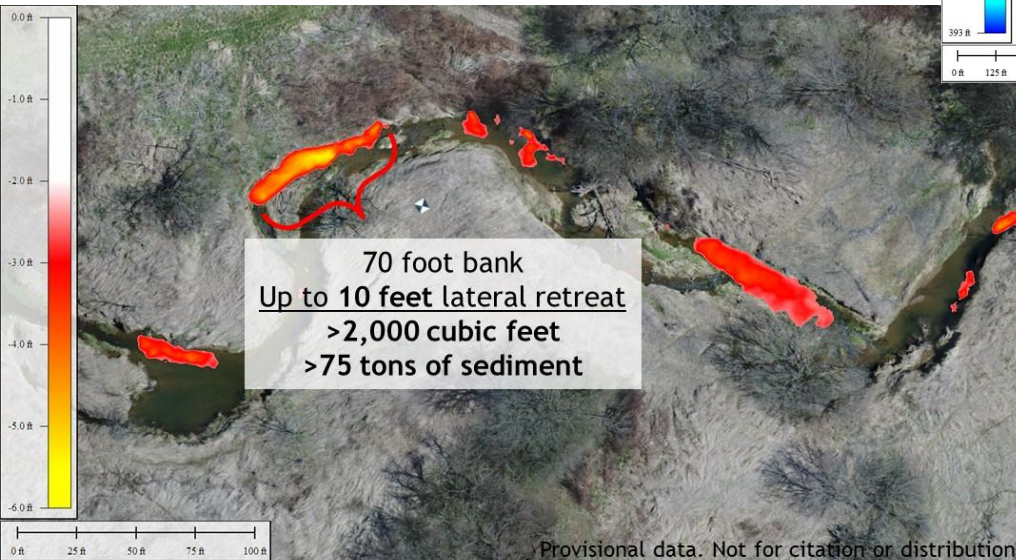 0.0 ft
-1.0 ft
-2.0 ft
-3.0 ft
-4.0 ft
-5.0 ft
-6.0 ft
393 ft
0 ft 125 ft
70 foot bank
Up to 10 feet lateral retreat
>2,000 cubic feet
>75 tons of sediment
0 ft 25 ft 50 ft 75 ft 100 ft
Provisional data. Not for citation or distribution